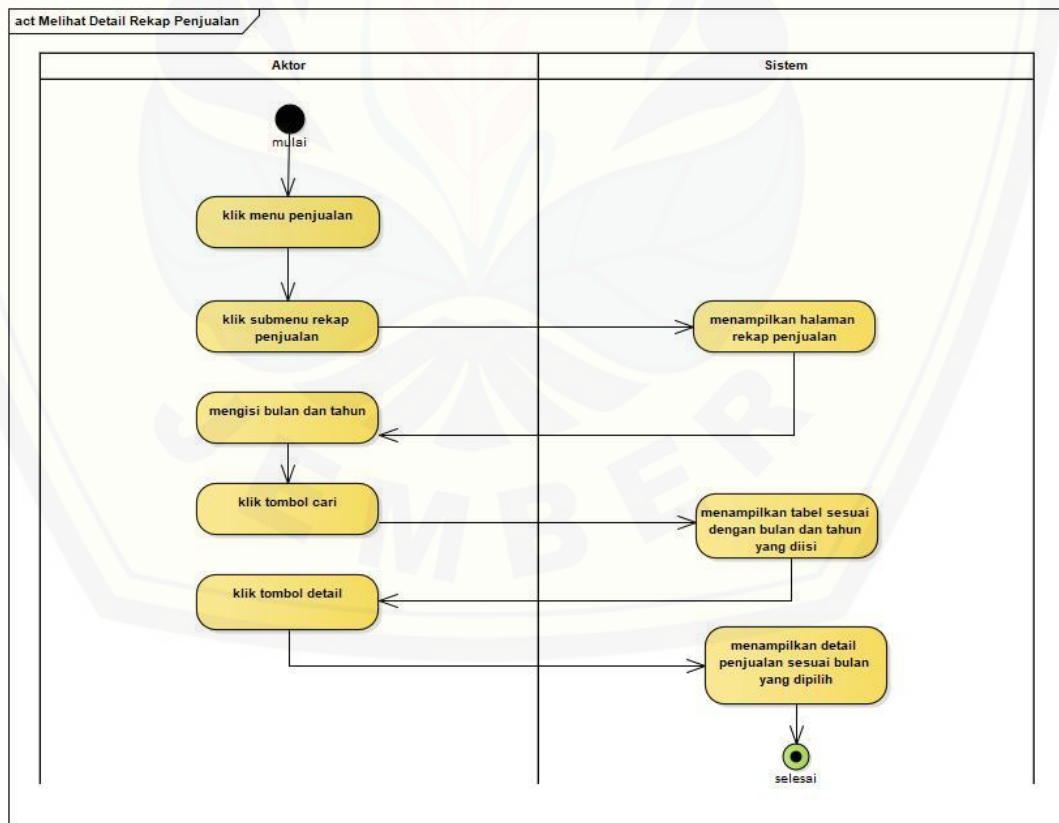 act Melihat Detail Rekap Penjualan
Aktor
Sistem
mulai
klik menu penjualan
klik submenu rekap
penjualan
menampilkan halaman
rekap penjualan
mengisi bulan dan tahun
klik tombol cari
menampilkan tabel sesuai
dengan bulan dan tahun
yang diisi
klik tombol detail
menampilkan detail
penjualan sesuai bulan
yang dipilih
selesai
JEMBER